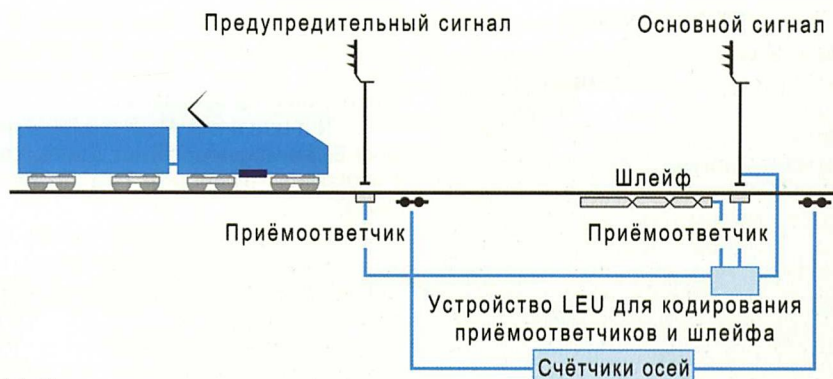 Предупредительный сигнал
Основной сигнал
Шлейф
Приёмоответчик
Приёмоответчик
Устройство LEU для кодирования
приёмоответчиков и шлейфа
Счётчики осей